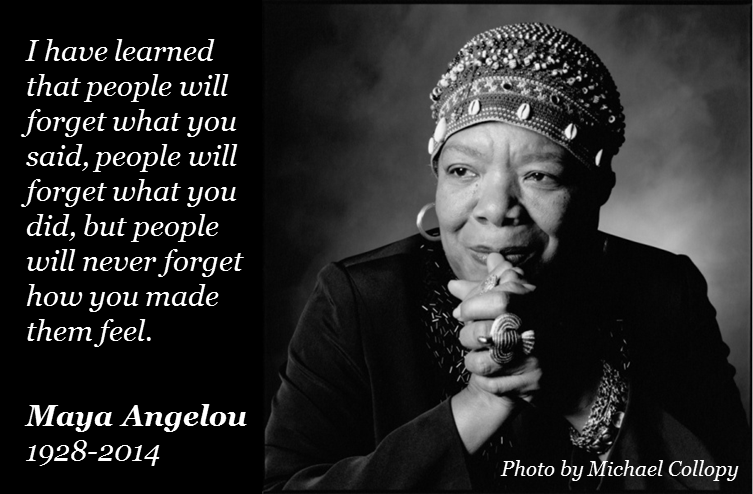 I have learned
that people will
forget what you
said, people will
forget what you
did, but people
will never forget
how you made
them feel.
Maya Angelou
1928-2014
Photo by Michael Collopy